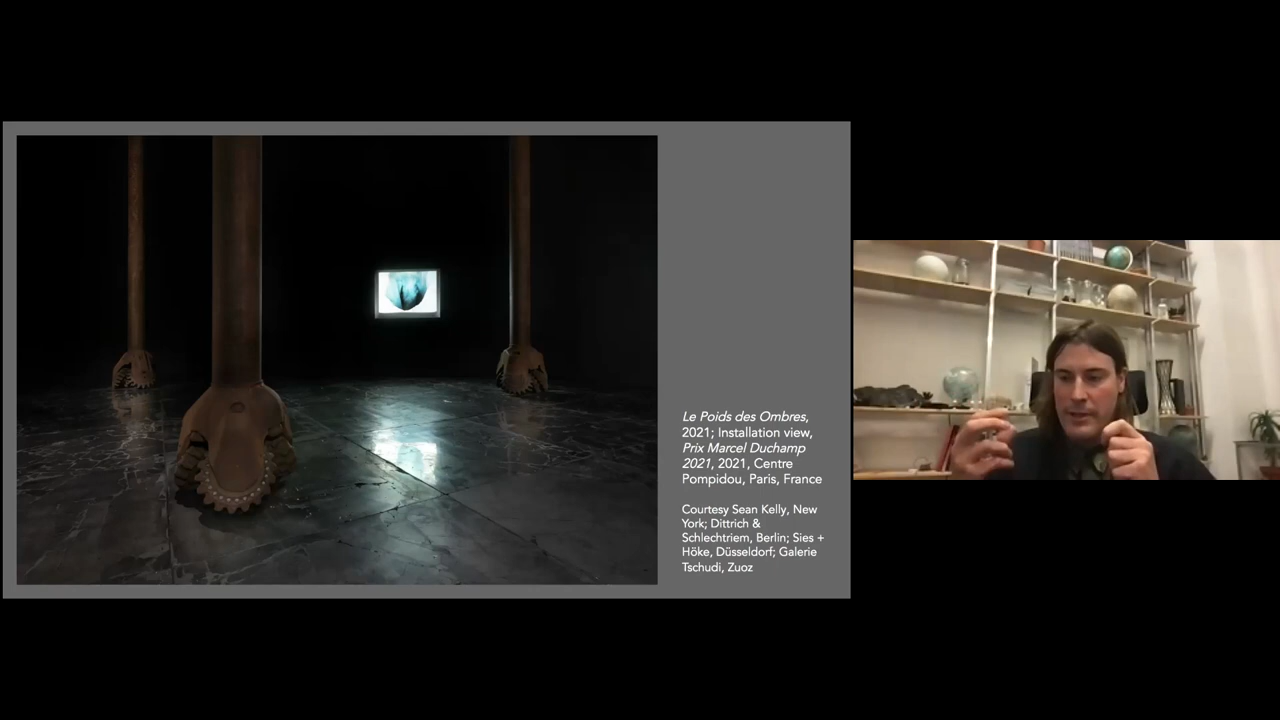 Le Poids des Ombres,
2021; Installation view,
Prix Marcel Duchamp
2021, 2021, Centre
Pompidou, Paris, France
Courtesy Sean Kelly, New
York; Dittrich &
Schlechtriem, Berlin; Sies +
Höke, Düsseldorf; Galerie
Tschudi, Zuoz